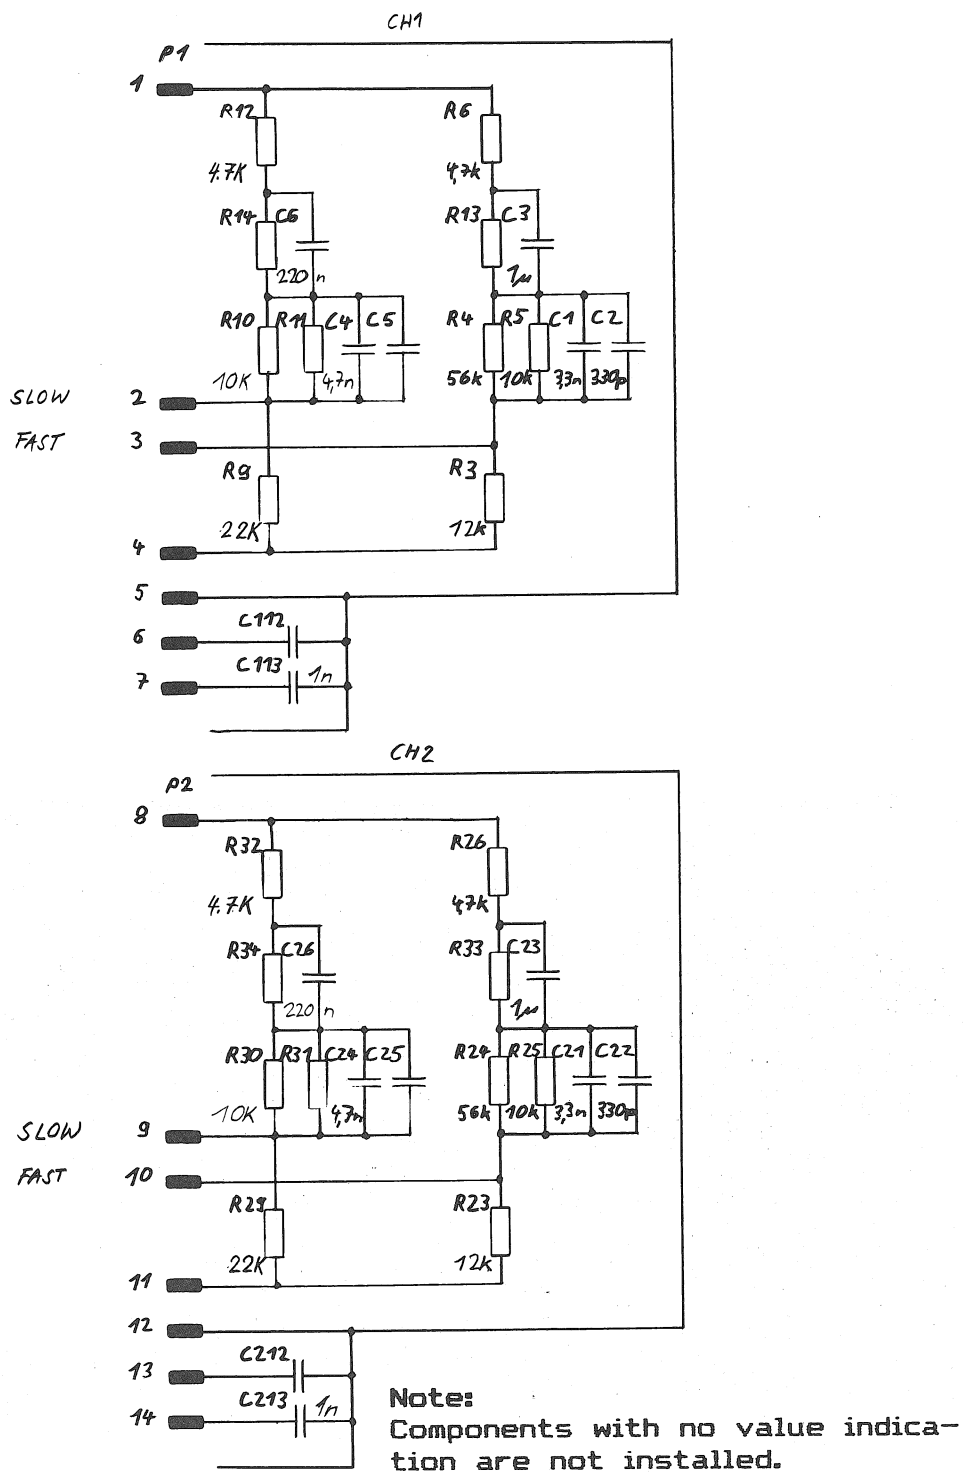 CH1
P1
1
R12
R6
4.7K
4,7k
R14 C6
R13 C3
220n
1µ
R10 R11 C4 C5
R4 R5 C1 C2
10K
4,7n
56k 10k 3,3n 330p
SLOW 2
FAST 3
R9
R3
22K
12k
4
5
C112
6
C113
7
1n
CH2
P2
8
R32
R26
4.7K
4,7k
R34 C26
R33 C23
220n
1µ
R30 R31 C24 C25
R24 R25 C21 C22
10K
4,7n
56k 10k 3,3n 330p
SLOW 9
FAST 10
R29
R23
22K
12k
11
12
C212
13
C213
14
1n
Note:
Components with no value indica-
tion are not installed.